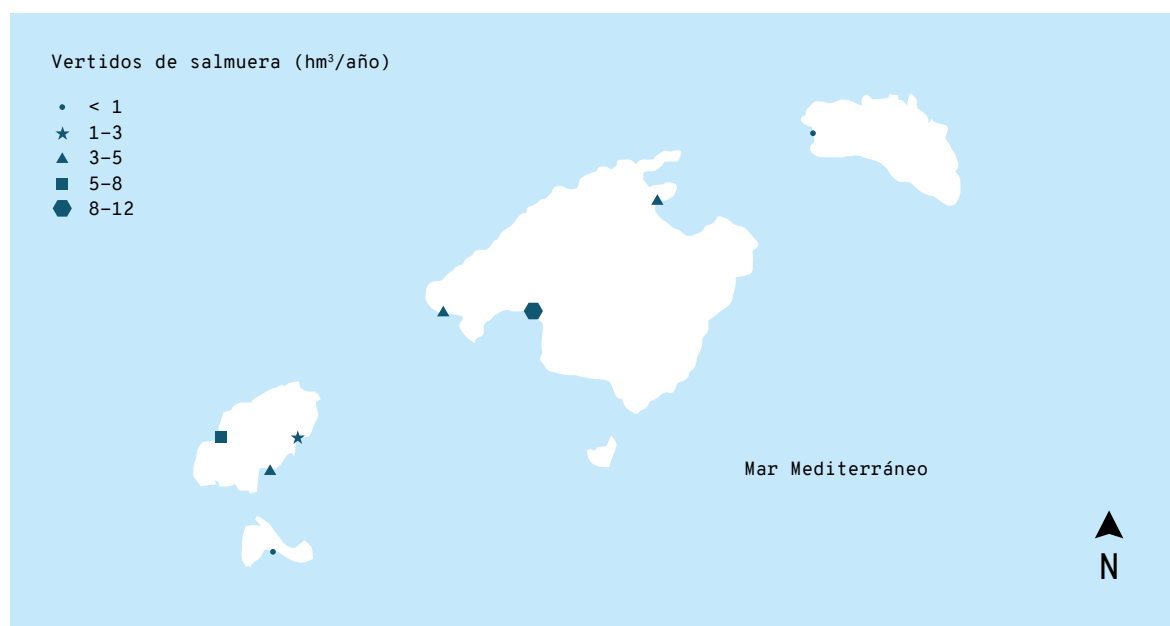 Vertidos de salmuera (hm³/año)
< 1
1–3
3–5
5–8
8–12
Mar Mediterráneo
N